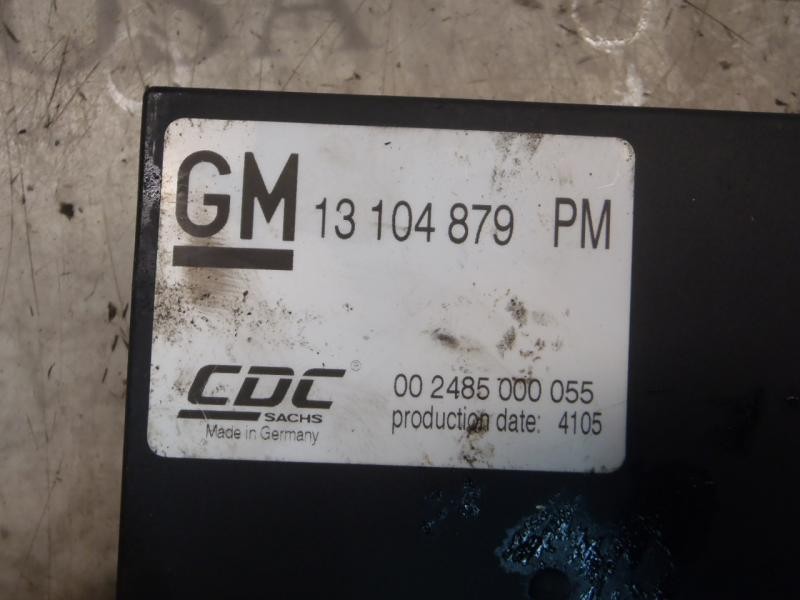 GM 13 104 879 PM
CDC®
SACHS
Made in Germany
00 2485 000 055
production date: 4105